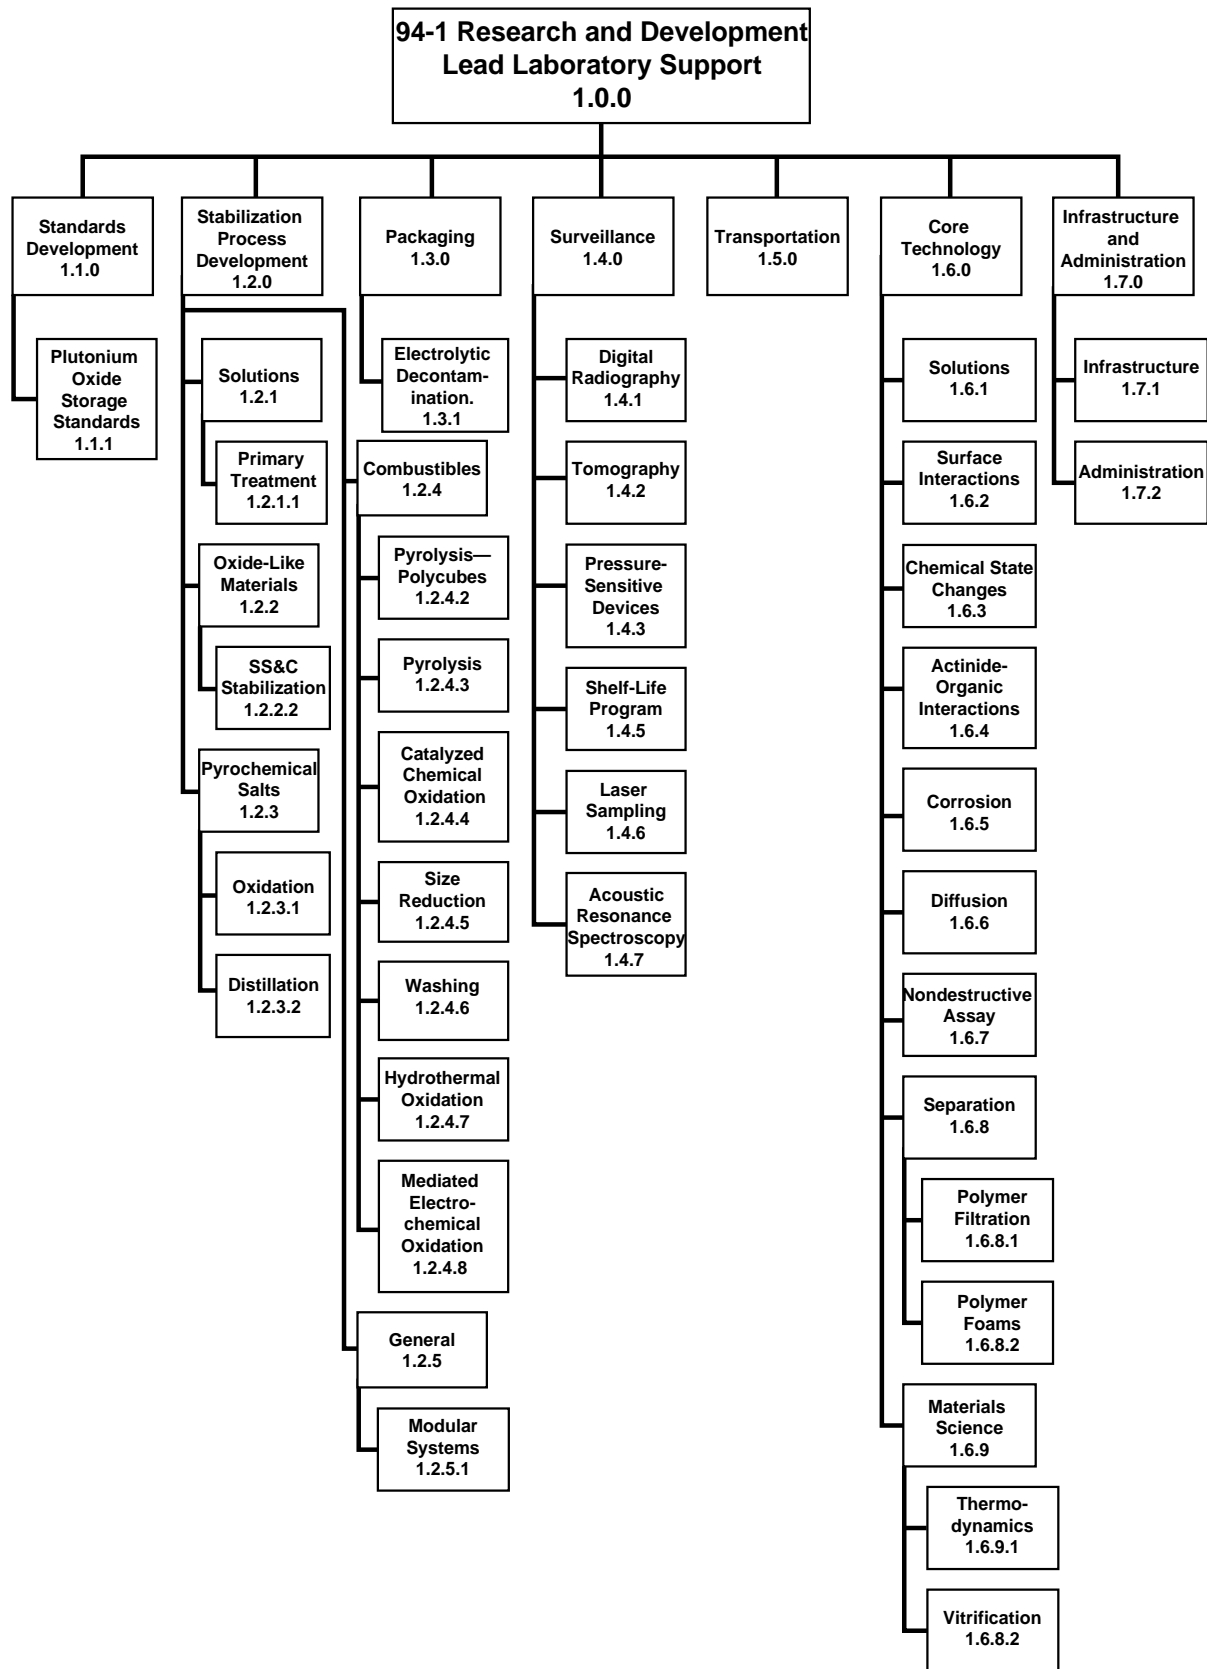 94-1 Research and Development
Lead Laboratory Support
1.0.0
Standards
Development
1.1.0
Plutonium
Oxide
Storage
Standards
1.1.1
Stabilization
Process
Development
1.2.0
Solutions
1.2.1
Primary
Treatment
1.2.1.1
Oxide-Like
Materials
1.2.2
SS&C
Stabilization
1.2.2.2
Pyrochemical
Salts
1.2.3
Oxidation
1.2.3.1
Distillation
1.2.3.2
Combustibles
1.2.4
Pyrolysis—
Polycubes
1.2.4.2
Pyrolysis
1.2.4.3
Catalyzed
Chemical
Oxidation
1.2.4.4
Size
Reduction
1.2.4.5
Washing
1.2.4.6
Hydrothermal
Oxidation
1.2.4.7
Mediated
Electro-
chemical
Oxidation
1.2.4.8
General
1.2.5
Modular
Systems
1.2.5.1
Packaging
1.3.0
Electrolytic
Decontam-
ination.
1.3.1
Surveillance
1.4.0
Digital
Radiography
1.4.1
Tomography
1.4.2
Pressure-
Sensitive
Devices
1.4.3
Shelf-Life
Program
1.4.5
Laser
Sampling
1.4.6
Acoustic
Resonance
Spectroscopy
1.4.7
Transportation
1.5.0
Core
Technology
1.6.0
Solutions
1.6.1
Surface
Interactions
1.6.2
Chemical State
Changes
1.6.3
Actinide-
Organic
Interactions
1.6.4
Corrosion
1.6.5
Diffusion
1.6.6
Nondestructive
Assay
1.6.7
Separation
1.6.8
Polymer
Filtration
1.6.8.1
Polymer
Foams
1.6.8.2
Materials
Science
1.6.9
Thermo-
dynamics
1.6.9.1
Vitrification
1.6.8.2
Infrastructure
and
Administration
1.7.0
Infrastructure
1.7.1
Administration
1.7.2